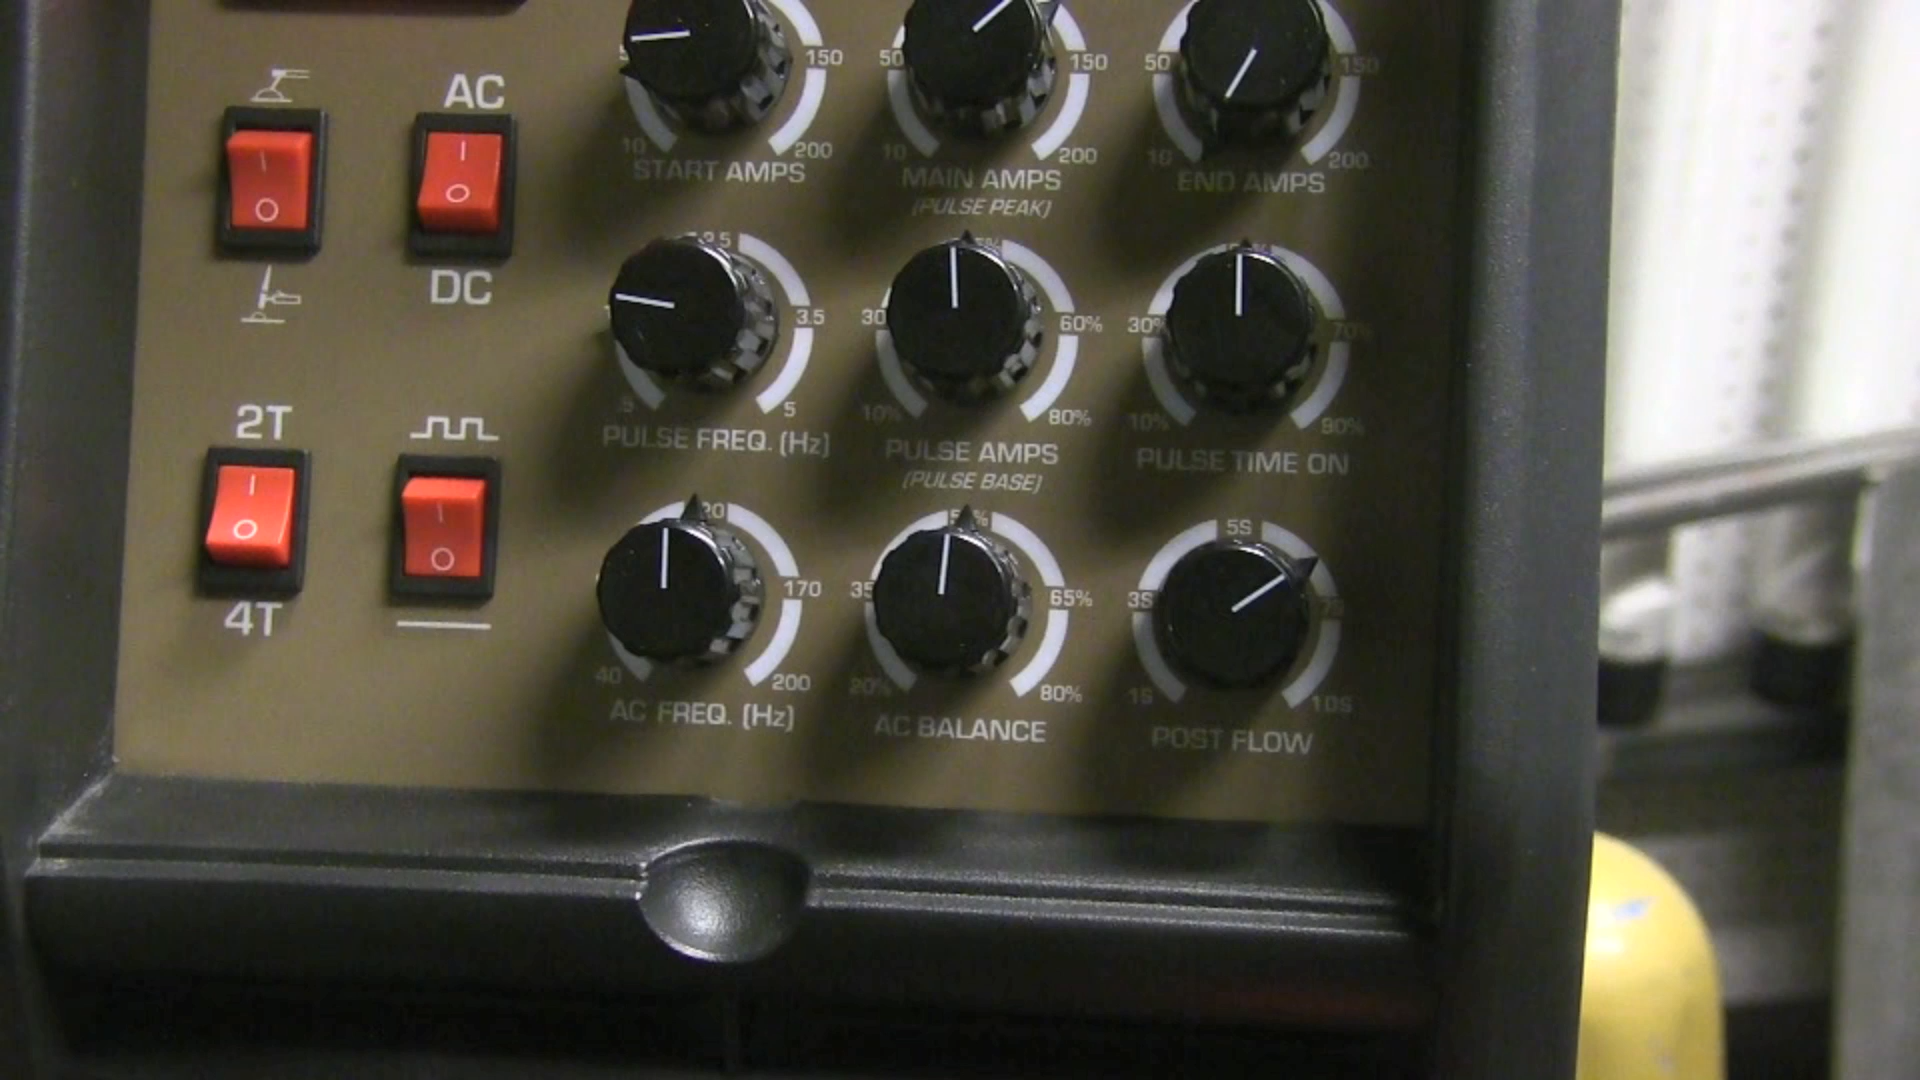 AC
DC
2T
4T
150
10
200
START AMPS
50
150
10
200
MAIN AMPS
(PULSE PEAK)
50
150
10
200
END AMPS
3.5
.5
5
PULSE FREQ. (Hz)
30
60%
10%
80%
PULSE AMPS
(PULSE BASE)
30%
70%
10%
90%
PULSE TIME ON
170
40
200
AC FREQ. (Hz)
35
65%
20%
80%
AC BALANCE
5S
3S
1S
10S
POST FLOW